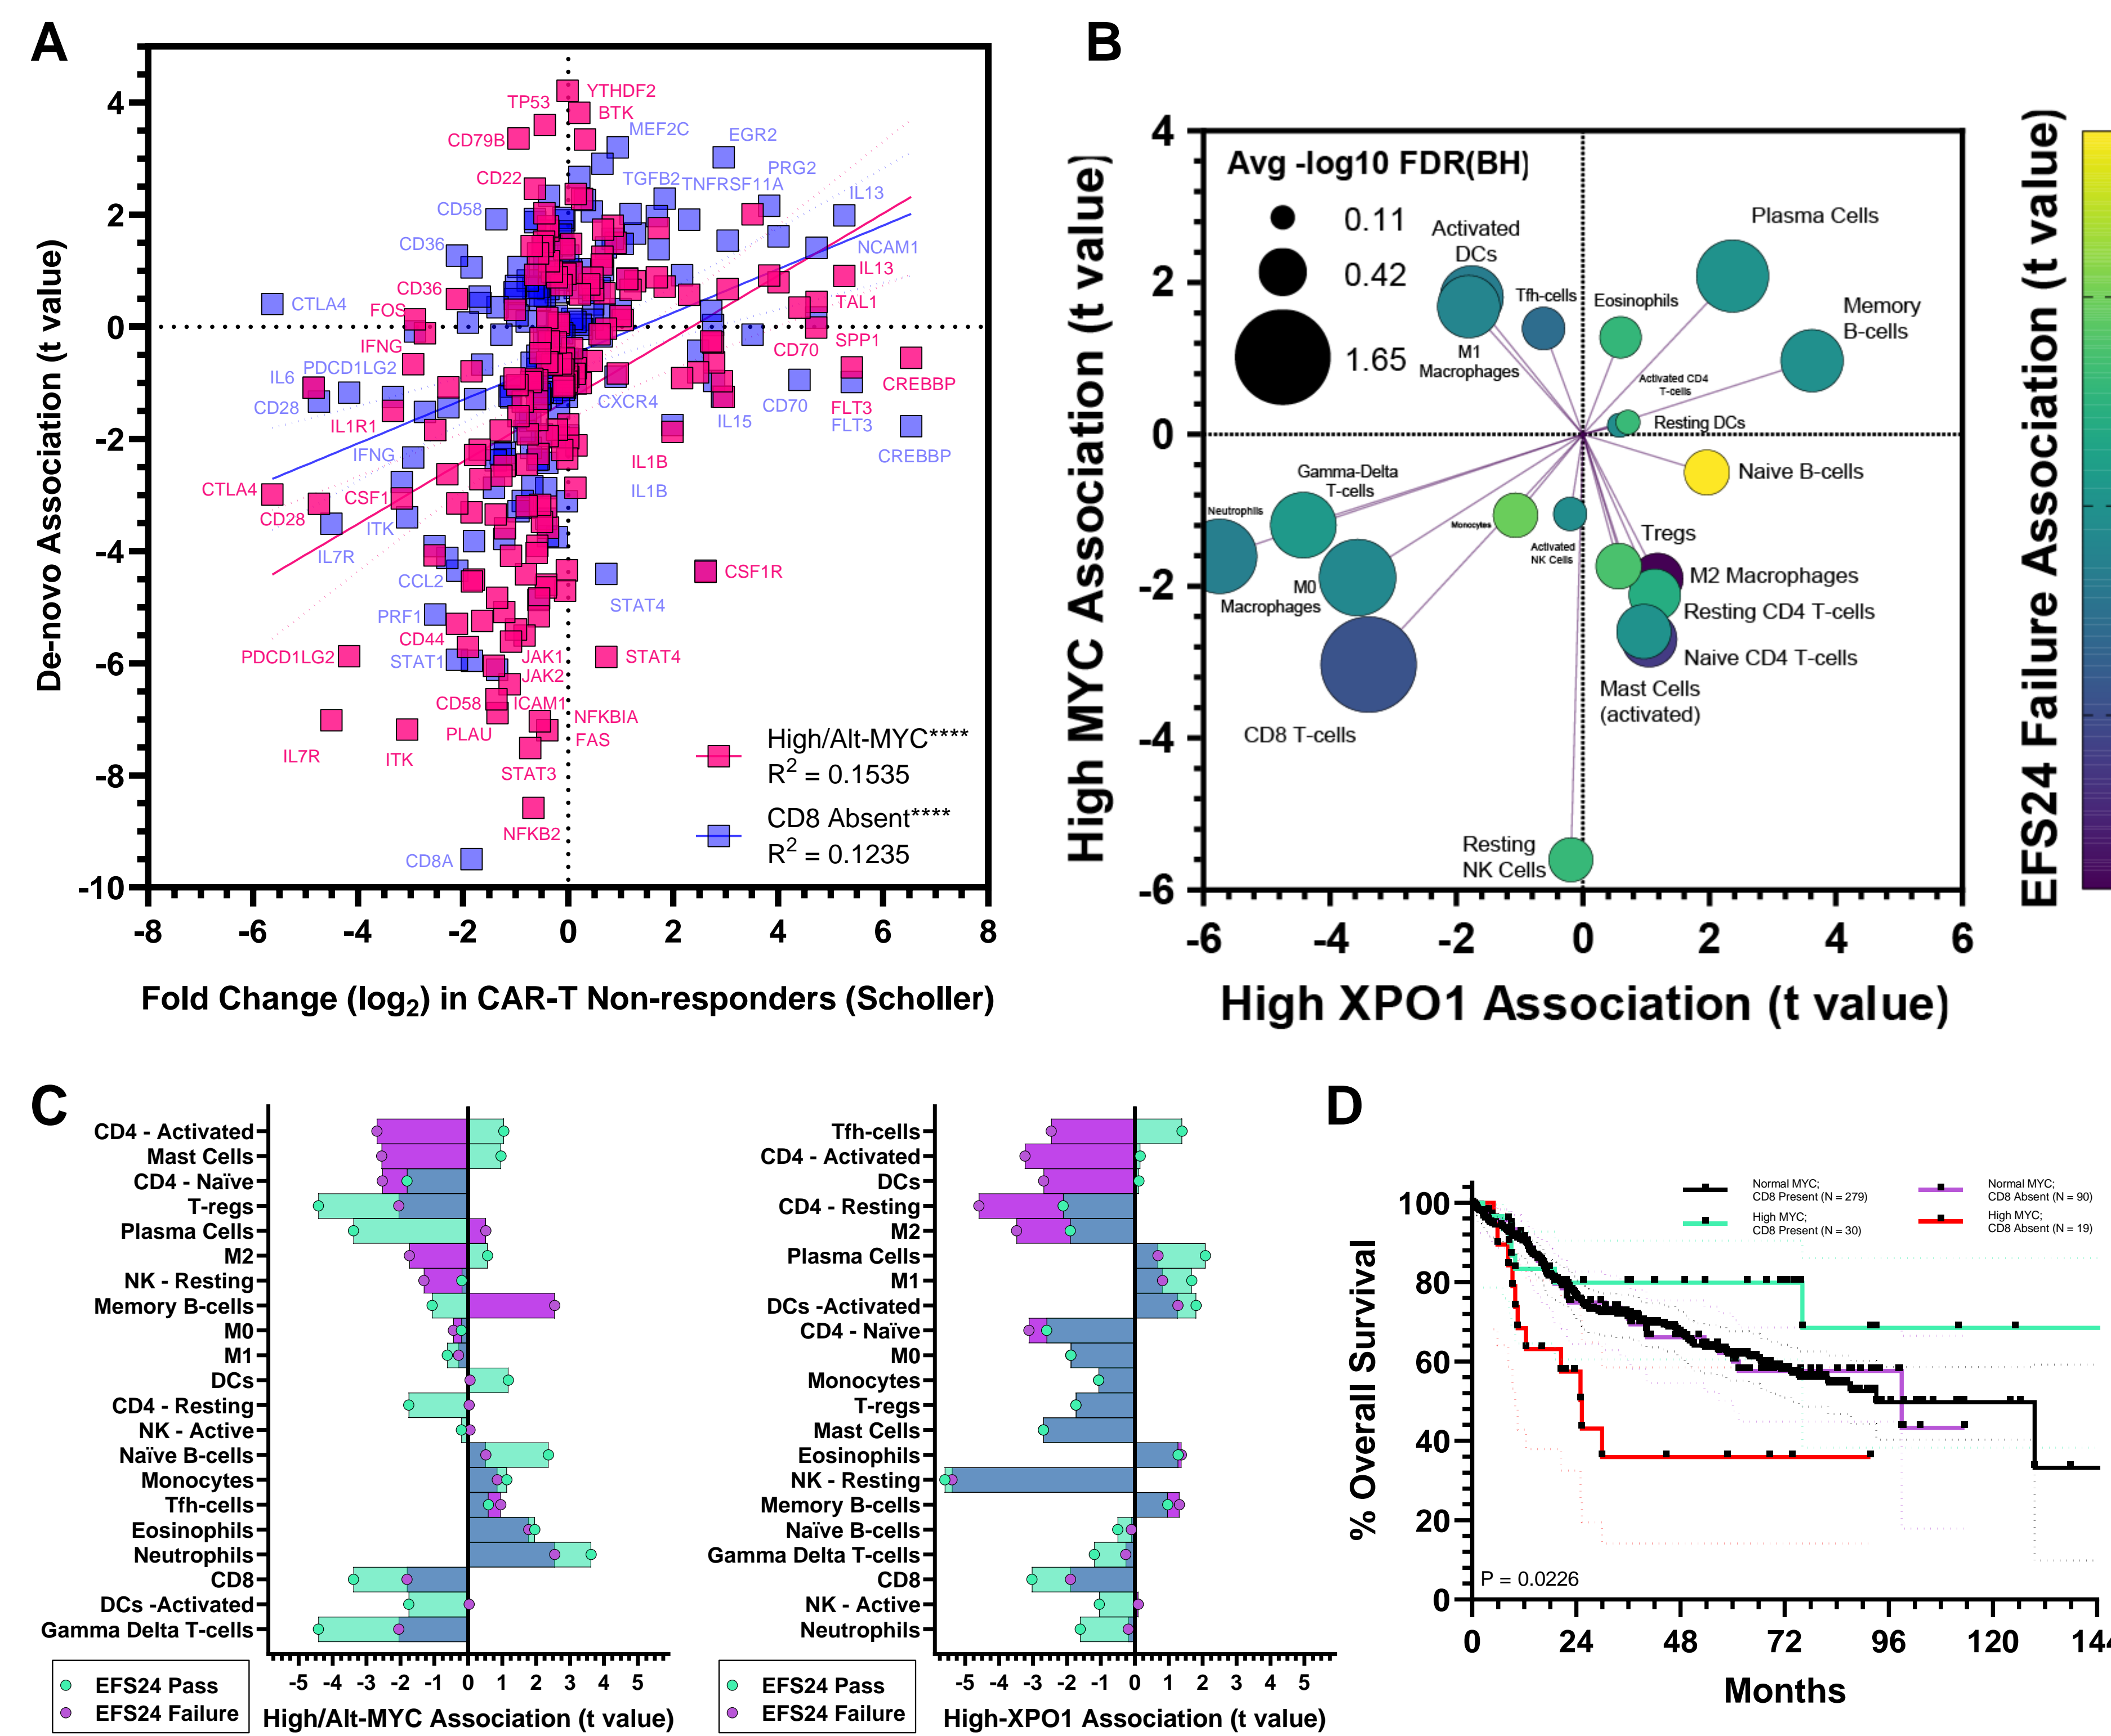 A
4
2
0
-2
-4
-6
-8
-10
De-novo Association (t value)
YTHDF2
TP53
BTK
CD79B
MEF2C
EGR2
PRG2
CD22
TGFB2
TNFRSF11A
IL13
CD58
CD36
NCAM1
IL13
CD36
CTLA4
FOS
TAL1
IFNG
CD70
SPP1
PDCD1LG2
IL6
CREBBP
CD28
CXCR4
CD70
FLT3
IL1R1
IL15
FLT3
IFNG
CREBBP
IL1B
CTLA4
CSF1
IL1B
CD28
ITK
IL7R
CCL2
CSF1R
PRF1
STAT4
CD44
PDCD1LG2
STAT1
JAK1
STAT4
JAK2
CD58
ICAM1
NFKBIA
PLAU
FAS
IL7R
ITK
STAT3
NFKB2
CD8A
High/Alt-MYC****
R2 = 0.1535
CD8 Absent****
R2 = 0.1235
-8
-6
-4
-2
0
2
4
6
8
Fold Change (log2) in CAR-T Non-responders (Scholler)
B
4
2
0
-2
-4
-6
High MYC Association (t value)
Avg -log10 FDR(BH)
0.11
0.42
1.65
Activated
DCs
Plasma Cells
Tfh-cells
Eosinophils
Memory
B-cells
M1
Macrophages
Activated CD4
T-cells
Resting DCs
Gamma-Delta
T-cells
Naive B-cells
Neutrophils
Monocytes
Activated
NK Cells
Tregs
M0
Macrophages
M2 Macrophages
Resting CD4 T-cells
Naive CD4 T-cells
Mast Cells
(activated)
CD8 T-cells
Resting
NK Cells
-6
-4
-2
0
2
4
6
High XPO1 Association (t value)
EFS24 Failure Association (t value)
C
CD4 - Activated
Mast Cells
CD4 - Naïve
T-regs
Plasma Cells
M2
NK - Resting
Memory B-cells
M0
M1
DCs
CD4 - Resting
NK - Active
Naïve B-cells
Monocytes
Tfh-cells
Eosinophils
Neutrophils
CD8
DCs -Activated
Gamma Delta T-cells
-5 -4 -3 -2 -1 0 1 2 3 4 5
High/Alt-MYC Association (t value)
EFS24 Pass
EFS24 Failure
Tfh-cells
CD4 - Activated
DCs
CD4 - Resting
M2
Plasma Cells
M1
DCs -Activated
CD4 - Naïve
M0
Monocytes
T-regs
Mast Cells
Eosinophils
NK - Resting
Memory B-cells
Naïve B-cells
Gamma Delta T-cells
CD8
NK - Active
Neutrophils
-5 -4 -3 -2 -1 0 1 2 3 4 5
High-XPO1 Association (t value)
EFS24 Pass
EFS24 Failure
D
100
80
60
40
20
0
% Overall Survival
Normal MYC;
CD8 Present (N = 279)
High MYC;
CD8 Present (N = 30)
Normal MYC;
CD8 Absent (N = 90)
High MYC;
CD8 Absent (N = 19)
P = 0.0226
0 24 48 72 96 120
Months